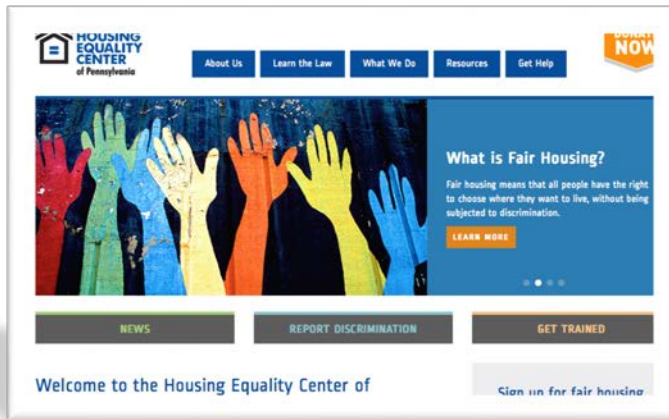 HOUSING
EQUALITY
CENTER
of Pennsylvania
About Us
Learn the Law
What We Do
Resources
Get Help
DONATE
NOW
What is Fair Housing?
Fair housing means that all people have the right
to choose where they want to live, without being
subjected to discrimination.
LEARN MORE
NEWS
REPORT DISCRIMINATION
GET TRAINED
Welcome to the Housing Equality Center of
Sign up for fair housing